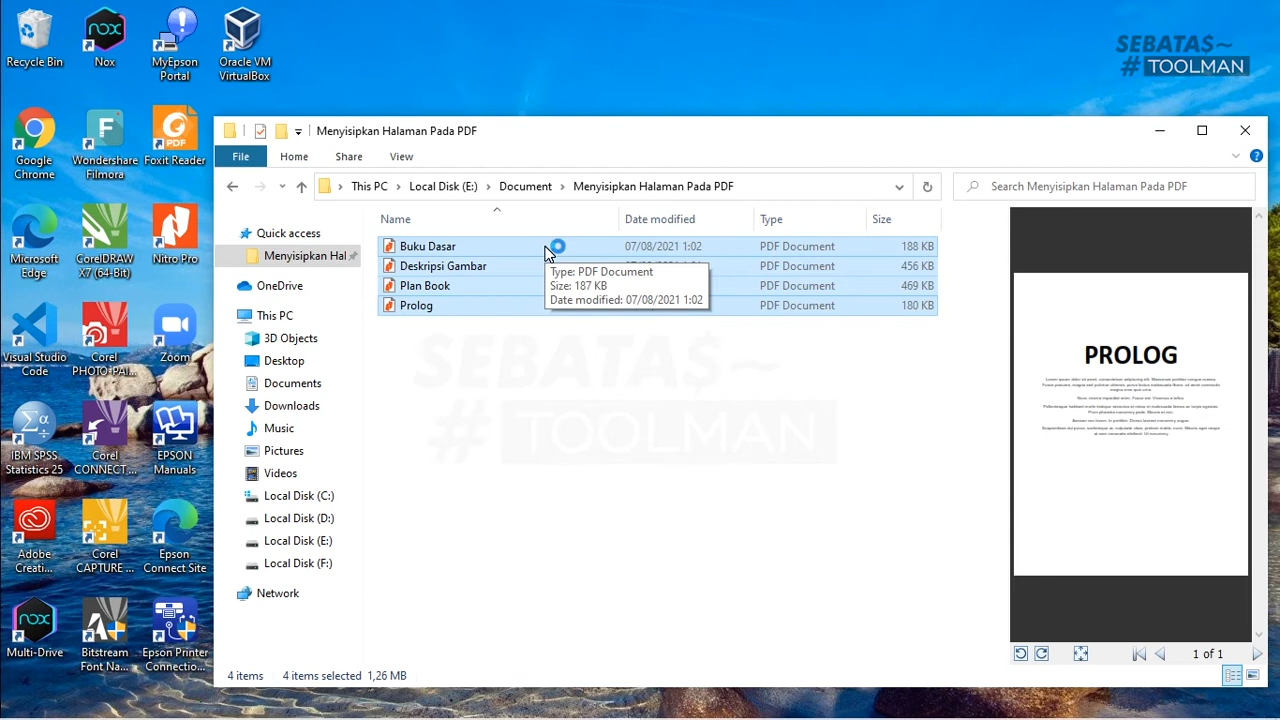 Recycle Bin
Nox
MyEpson
Portal
Oracle VM
VirtualBox
SEBATAS~
# TOOLMAN
Google
Chrome
Wondershare
Filmora
Foxit Reader
PDF
Microsoft
Edge
CorelDRAW
X7 (64-Bit)
Nitro Pro
Visual Studio
Code
Corel
PHOTO-PAI...
Zoom
IBM SPSS
Statistics 25
Corel
CONNECT ...
EPSON
Manuals
Adobe
Creati...
Corel
CAPTURE ...
Epson
Connect Site
Multi-Drive
Bitstream
Font Na...
Epson Printer
Connectio...
Menyisipkan Halaman Pada PDF
File
Home
Share
View
This PC
Local Disk (E:)
Document
Menyisipkan Halaman Pada PDF
Search Menyisipkan Halaman Pada PDF
Name
Date modified
Type
Size
Buku Dasar 07/08/2021 1:02 PDF Document 188 KB
Deskripsi Gambar PDF Document 456 KB
Plan Book PDF Document 469 KB
Prolog PDF Document 180 KB
Type: PDF Document
Size: 187 KB
Date modified: 07/08/2021 1:02
Quick access
Menyisipkan Hal
OneDrive
This PC
3D Objects
Desktop
Documents
Downloads
Music
Pictures
Videos
Local Disk (C:)
Local Disk (D:)
Local Disk (E:)
Local Disk (F:)
Network
SEBATAS~
TOOLMAN
PROLOG
1 of 1
4 items
4 items selected 1,26 MB